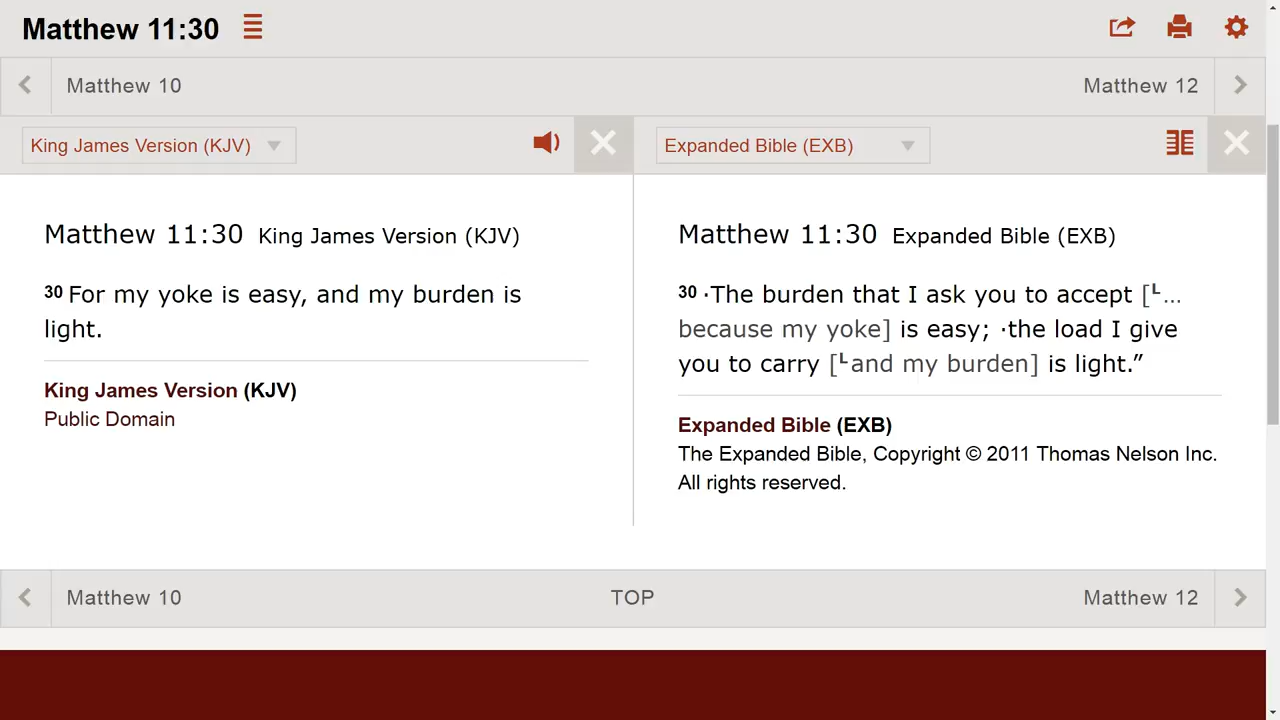 Matthew 11:30
Matthew 10
Matthew 12
King James Version (KJV)
Expanded Bible (EXB)
Matthew 11:30 King James Version (KJV)
30 For my yoke is easy, and my burden is
light.
King James Version (KJV)
Public Domain
Matthew 11:30 Expanded Bible (EXB)
30 ·The burden that I ask you to accept [ᴸ…
because my yoke] is easy; ·the load I give
you to carry [ᴸand my burden] is light.”
Expanded Bible (EXB)
The Expanded Bible, Copyright © 2011 Thomas Nelson Inc.
All rights reserved.
Matthew 10
TOP
Matthew 12